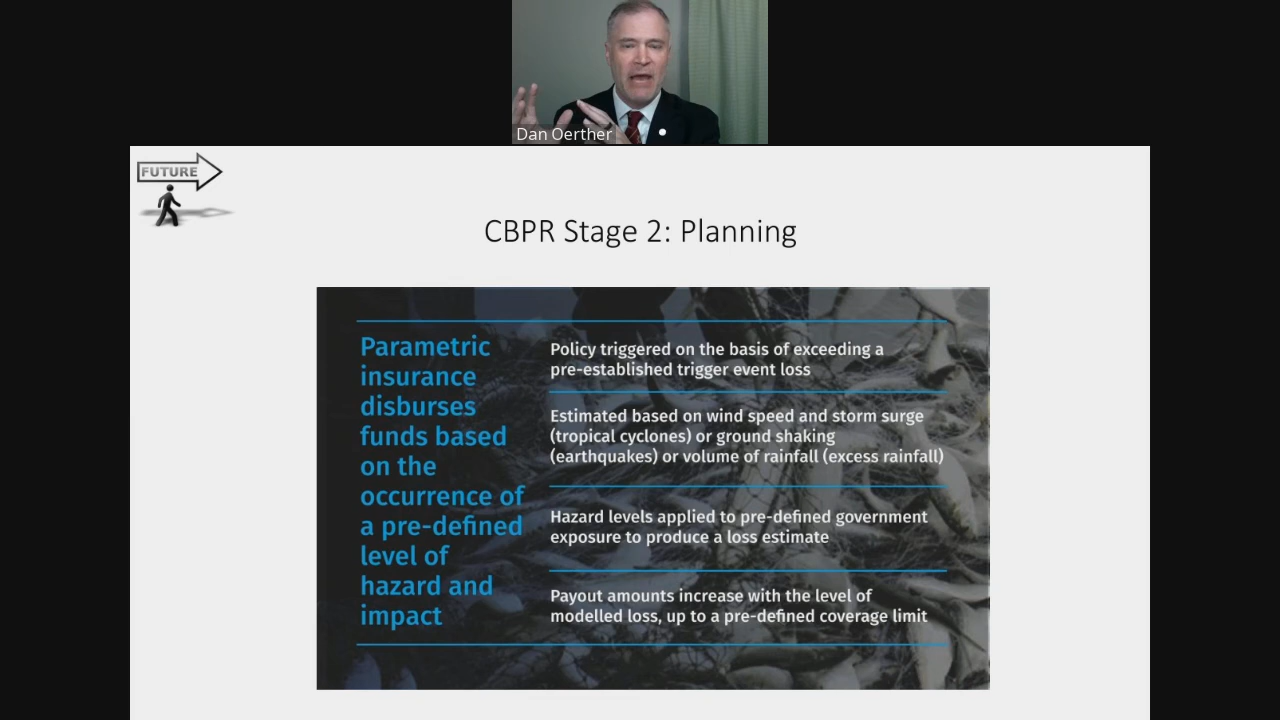 Dan Oerther
FUTURE
CBPR Stage 2: Planning
Parametric
insurance
disburses
funds based
on the
occurrence of
a pre-defined
level of
hazard and
impact
Policy triggered on the basis of exceeding a
pre-established trigger event loss
Estimated based on wind speed and storm surge
(tropical cyclones) or ground shaking
(earthquakes) or volume of rainfall (excess rainfall)
Hazard levels applied to pre-defined government
exposure to produce a loss estimate
Payout amounts increase with the level of
modelled loss, up to a pre-defined coverage limit